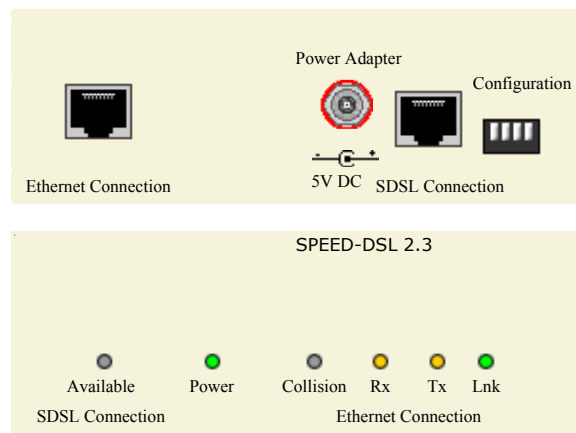 Power Adapter
Configuration
Ethernet Connection
5V DC
SDSL Connection
SPEED-DSL 2.3
Available
Power
Collision
Rx
Tx
Lnk
SDSL Connection
Ethernet Connection